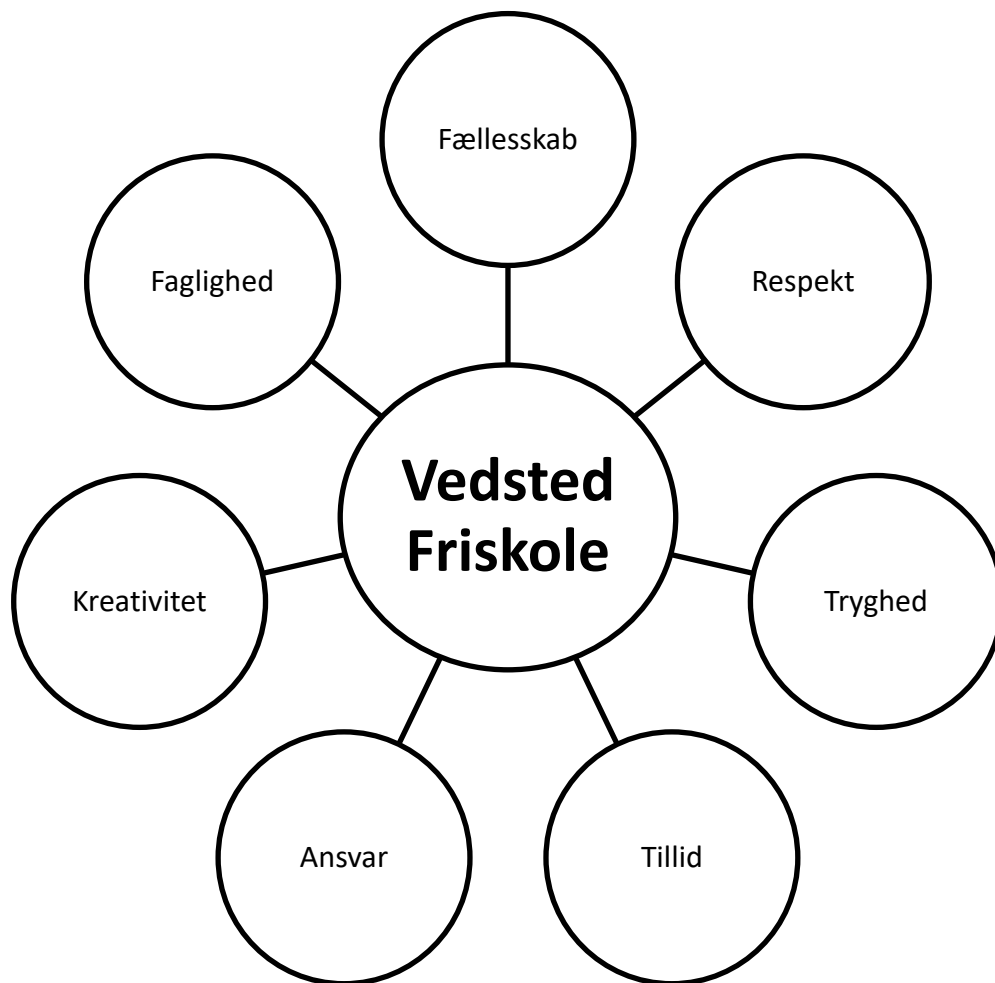 Fællesskab
Faglighed
Respekt
Vedsted
Friskole
Kreativitet
Tryghed
Ansvar
Tillid